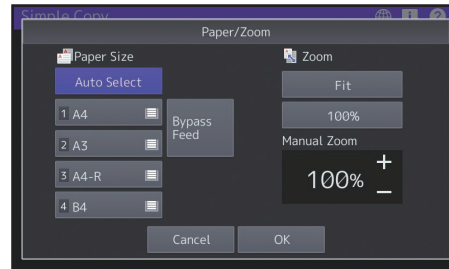 Simple Copy
Paper/Zoom
Paper Size
Auto Select
1 A4
2 A3
3 A4-R
4 B4
Bypass
Feed
Zoom
Fit
100%
Manual Zoom
100%
+
-
Cancel
OK